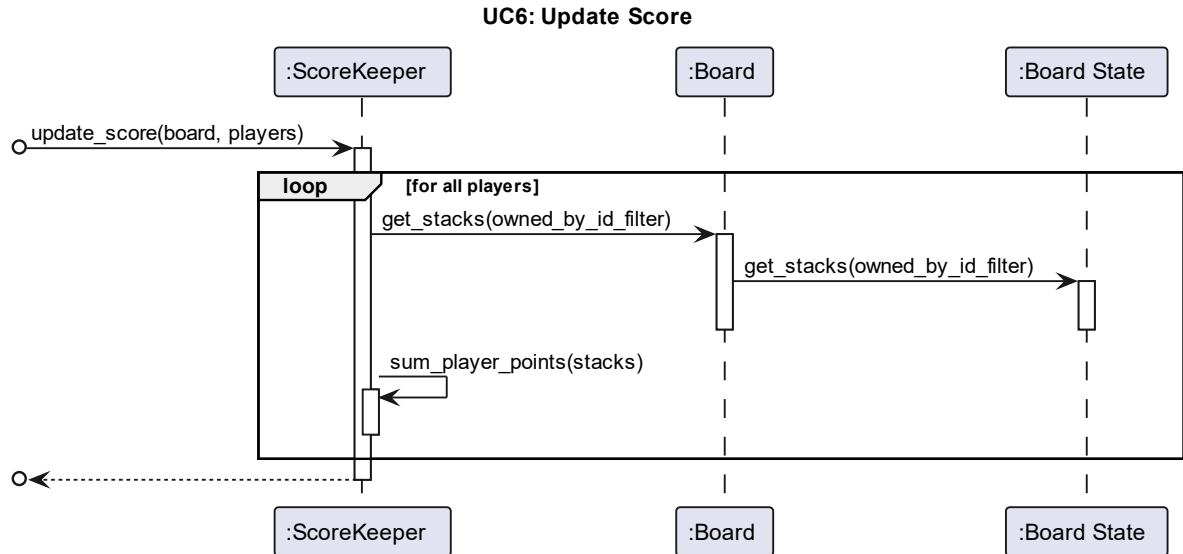 UC6: Update Score
:ScoreKeeper
:Board
:Board State
update_score(board, players)
loop
[for all players]
get_stacks(owned_by_id_filter)
get_stacks(owned_by_id_filter)
sum_player_points(stacks)
:ScoreKeeper
:Board
:Board State